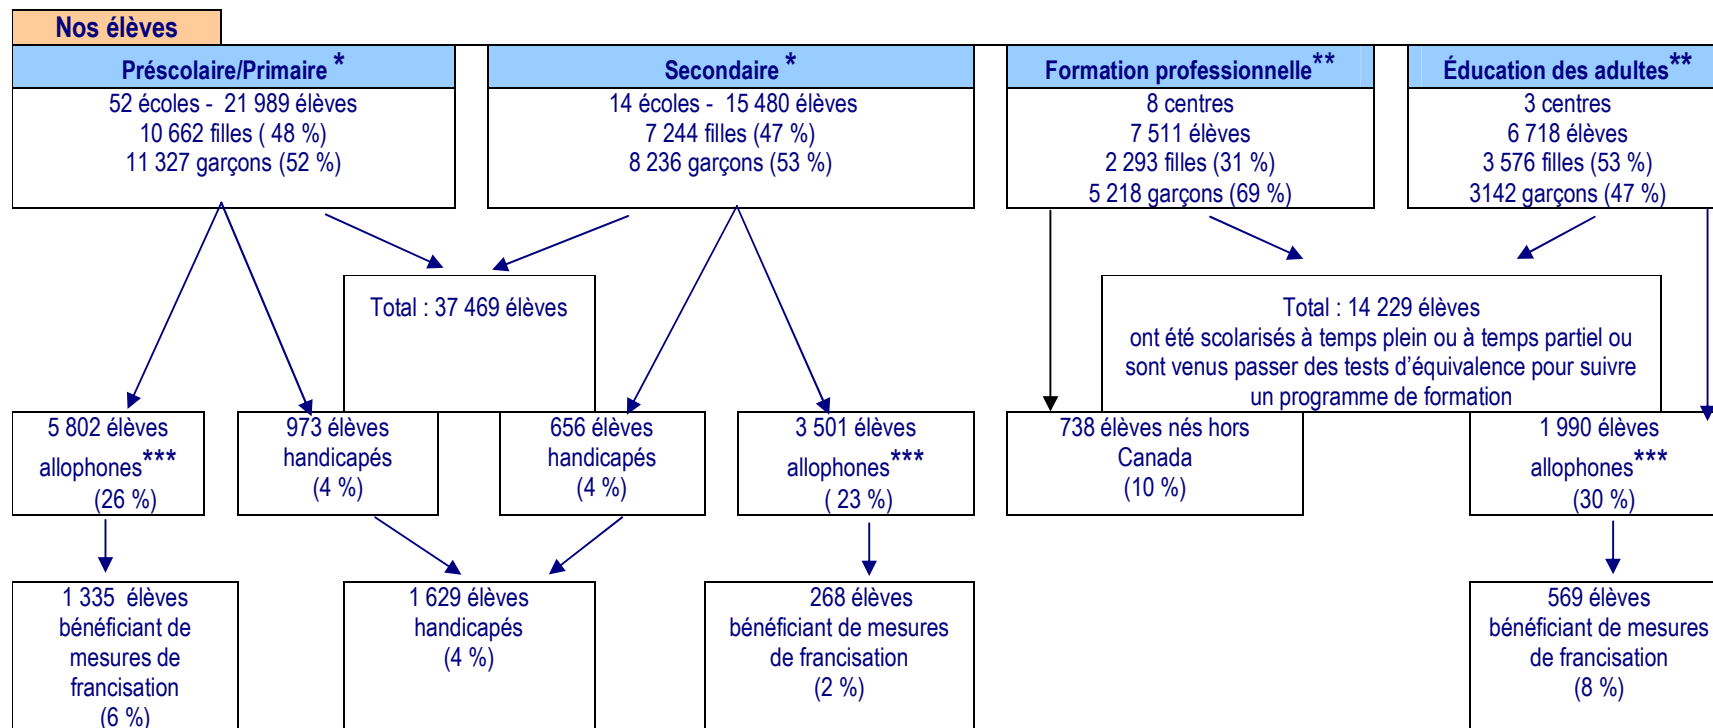 Nos élèves
Préscolaire/Primaire *
52 écoles - 21 989 élèves
10 662 filles ( 48 %)
11 327 garçons (52 %)
Secondaire *
14 écoles - 15 480 élèves
7 244 filles (47 %)
8 236 garçons (53 %)
Formation professionnelle**
8 centres
7 511 élèves
2 293 filles (31 %)
5 218 garçons (69 %)
Éducation des adultes**
3 centres
6 718 élèves
3 576 filles (53 %)
3142 garçons (47 %)
Total : 37 469 élèves
Total : 14 229 élèves
ont été scolarisés à temps plein ou à temps partiel ou
sont venus passer des tests d'équivalence pour suivre
un programme de formation
5 802 élèves
allophones***
(26 %)
973 élèves
handicapés
(4 %)
656 élèves
handicapés
(4 %)
3 501 élèves
allophones***
( 23 %)
738 élèves nés hors
Canada
(10 %)
1 990 élèves
allophones***
(30 %)
1 335 élèves
bénéficiant de
mesures de
francisation
(6 %)
1 629 élèves
handicapés
(4 %)
268 élèves
bénéficiant de mesures
de francisation
(2 %)
569 élèves
bénéficiant de mesures
de francisation
(8 %)